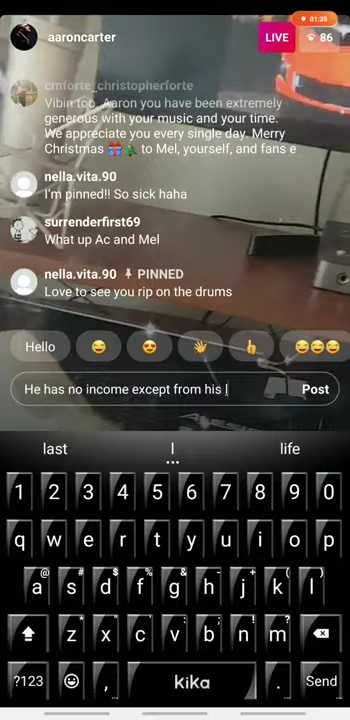 01:35
aaroncarter
LIVE
86
cmforte_christopherforte
Vibin too. Aaron you have been extremely
generous with your music and your time.
We appreciate you every single day. Merry
Christmas 🎁🎄 to Mel, yourself, and fans e
nella.vita.90
I'm pinned!! So sick haha
surrenderfirst69
What up Ac and Mel
nella.vita.90 PINNED
Love to see you rip on the drums
Hello 😂 😍 👋 👍 😂😂😂
He has no income except from his l
Post
last l life
1 2 3 4 5 6 7 8 9 0
q w e r t y u i o p
@ # $ % & - + ( )
a s d f g h j k l
* " ' : ; ! ?
z x c v b n m
?123 , kika . Send